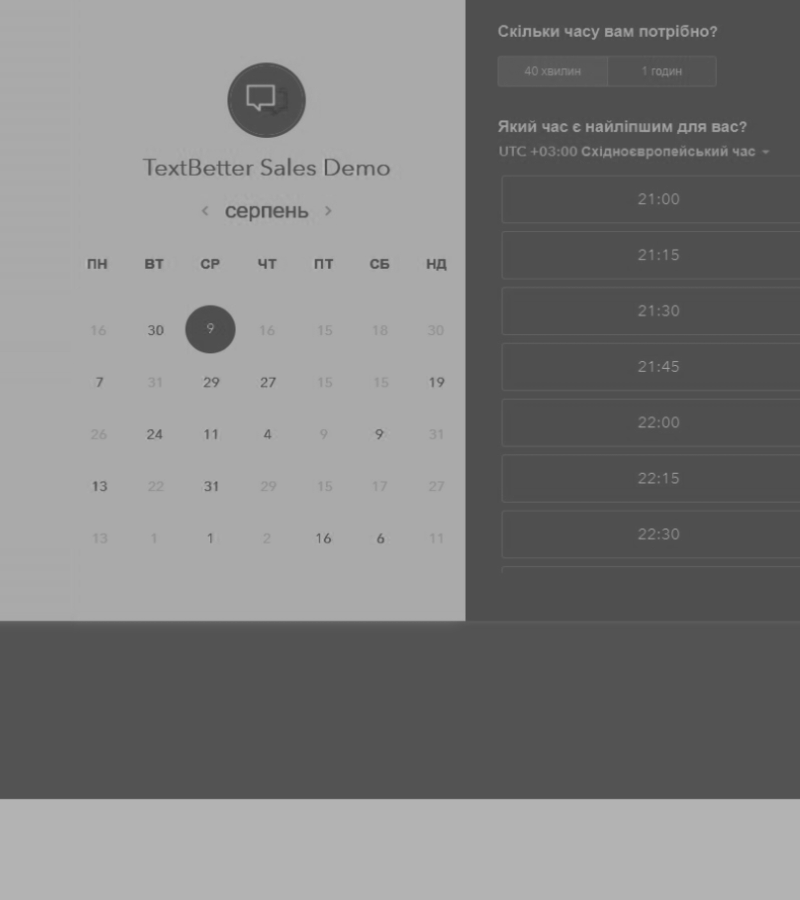 TextBetter Sales Demo
серпень
ПН ВТ СР ЧТ ПТ СБ НД
16 30 9 16 15 18 30
7 31 29 27 15 15 19
26 24 11 4 9 9 31
13 22 31 29 15 17 27
13 1 1 2 16 6 11
Скільки часу вам потрібно?
40 хвилин 1 годин
Який час є найліпшим для вас?
UTC +03:00 Східноєвропейський час
21:00
21:15
21:30
21:45
22:00
22:15
22:30